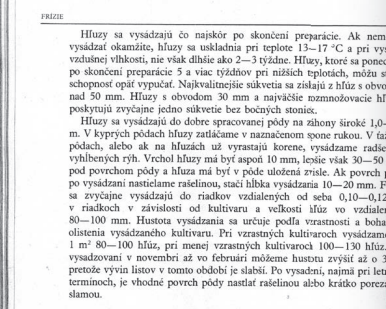 FRÍZIE
Hľuzy sa vysádzajú čo najskôr po skončení preparácie. Ak nem
vysádzať okamžite, hľuzy sa uskladnia pri teplote 13—17 °C a pri vys
vzdušnej vlhkosti, nie však dlhšie ako 2—3 týždne. Hľuzy, ktoré sa ponec
po skončení preparácie 5 a viac týždňov pri nižších teplotách, môžu st
schopnosť opäť vypučať. Najkvalitnejšie súkvetia sa získajú z hľúz s obvo
nad 50 mm. Hľuzy s obvodom 30 mm a najväčšie rozmnožovacie hľ
poskytujú zvyčajne jedno súkvetie bez bočných stoniek.
Hľuzy sa vysádzajú do dobre spracovanej pôdy na záhony široké 1,0-
m. V kyprých pôdach hľuzy zatláčame v naznačenom spone rukou. V ťaž
pôdach, alebo ak na hľuzách už vyrastajú korene, vysádzame radše
vyhĺbených rýh. Vrchol hľuzy má byť aspoň 10 mm, lepšie však 30—50
pod povrchom pôdy a hľuza má byť v pôde uložená zvisle. Ak povrch p
po vysádzaní nastielame rašelinou, stačí hĺbka vysádzania 10—20 mm. F
sa zvyčajne vysádzajú do riadkov vzdialených od seba 0,10—0,12
v riadkoch v závislosti od kultivaru a veľkosti hľúz vo vzdialen
80—100 mm. Hustota vysádzania sa určuje podľa vzrastnosti a boha
olistenia vysádzaného kultivaru. Pri vzrastných kultivaroch vysádzame
1 m² 80—100 hľúz, pri menej vzrastných kultivaroch 100—130 hľúz.
vysadzovaní v novembri až vo februári môžeme hustotu zvýšiť až o 3
pretože vývin listov v tomto období je slabší. Po vysadení, najmä pri letn
termínoch, je vhodné povrch pôdy nastlať rašelinou alebo krátko poreza
slamou.